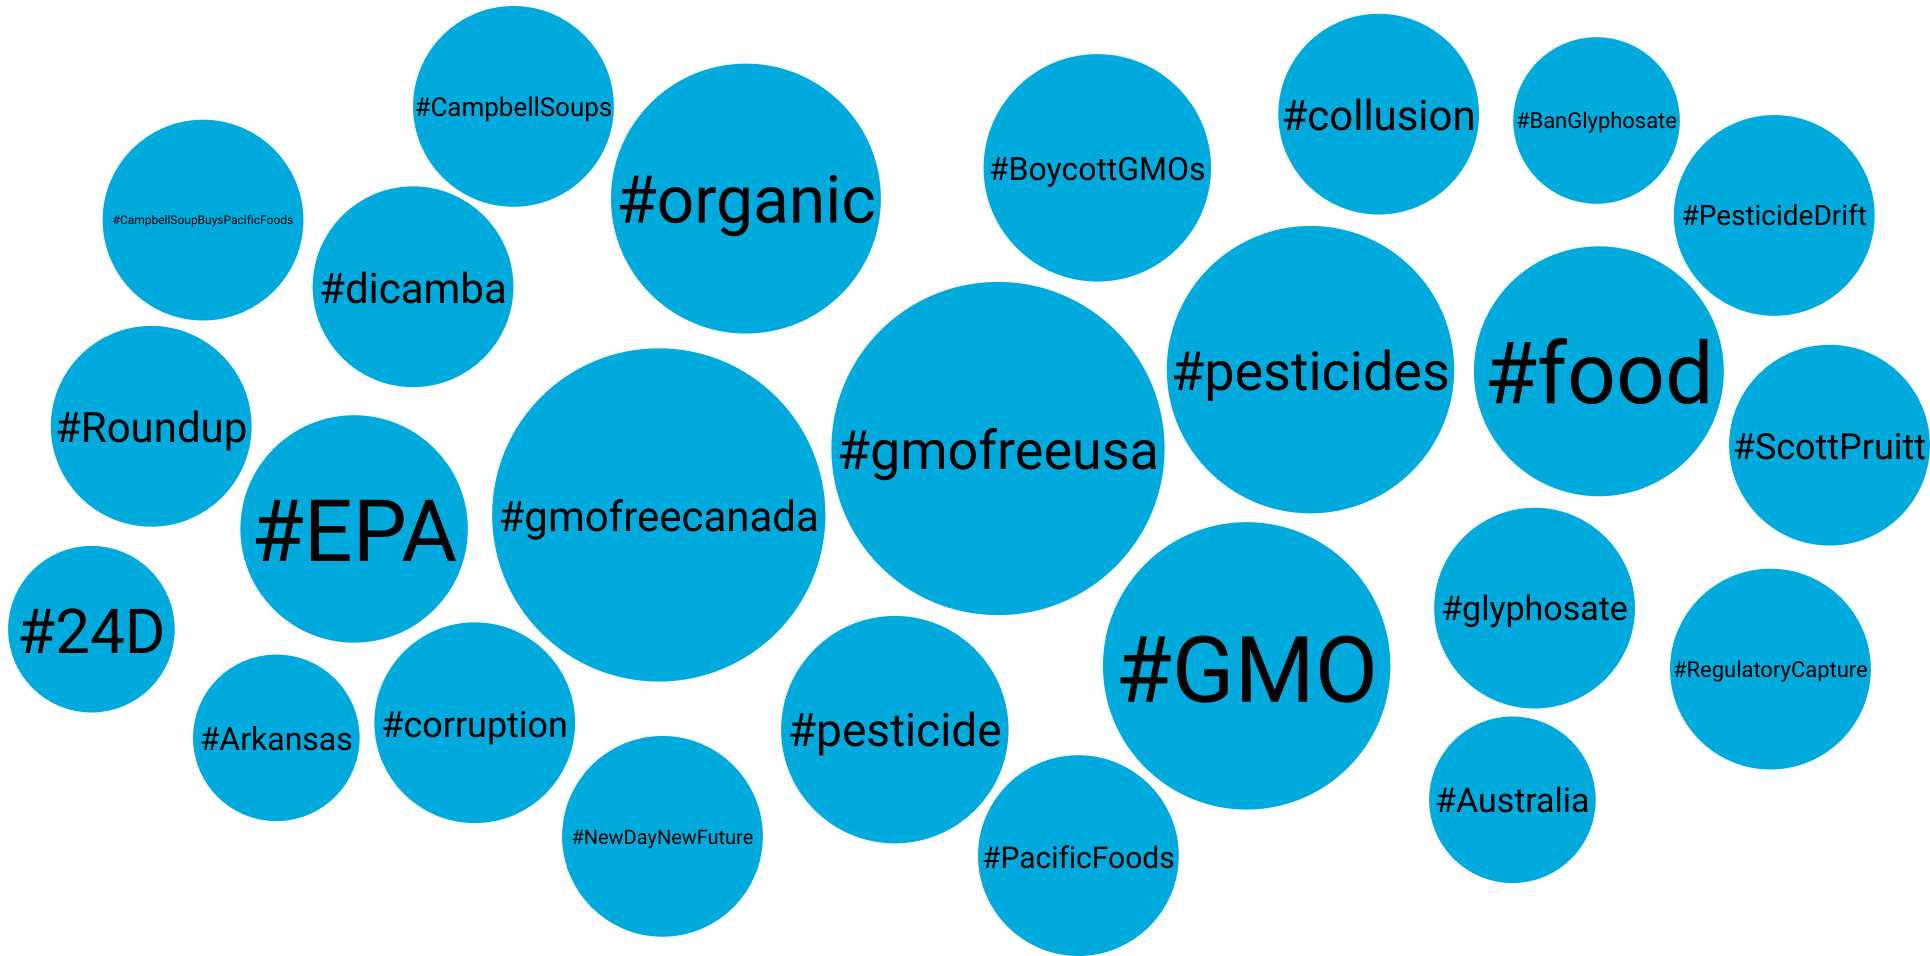 #CampbellSoups
#organic
#BoycottGMOs
#collusion
#BanGlyphosate
#CampbellSoupBuysPacificFoods
#dicamba
#PesticideDrift
#Roundup
#EPA
#gmofreecanada
#gmofreeusa
#pesticides
#food
#ScottPruitt
#24D
#Arkansas
#corruption
#NewDayNewFuture
#pesticide
#PacificFoods
#GMO
#glyphosate
#RegulatoryCapture
#Australia